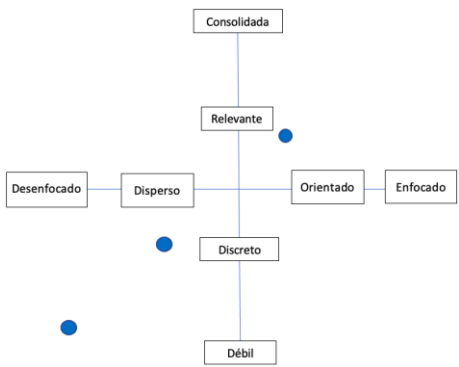 Consolidada
Relevante
Desenfocado
Disperso
Orientado
Enfocado
Discreto
Débil